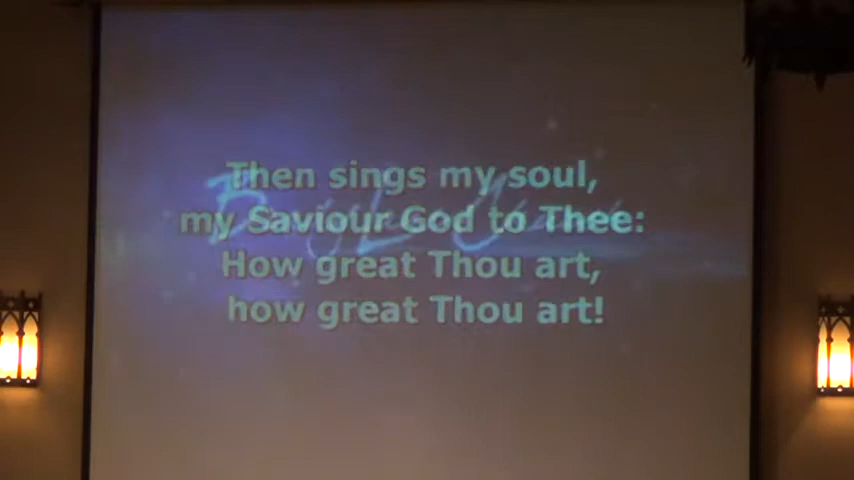 Then sings my soul,
my Saviour God to Thee:
How great Thou art,
how great Thou art!